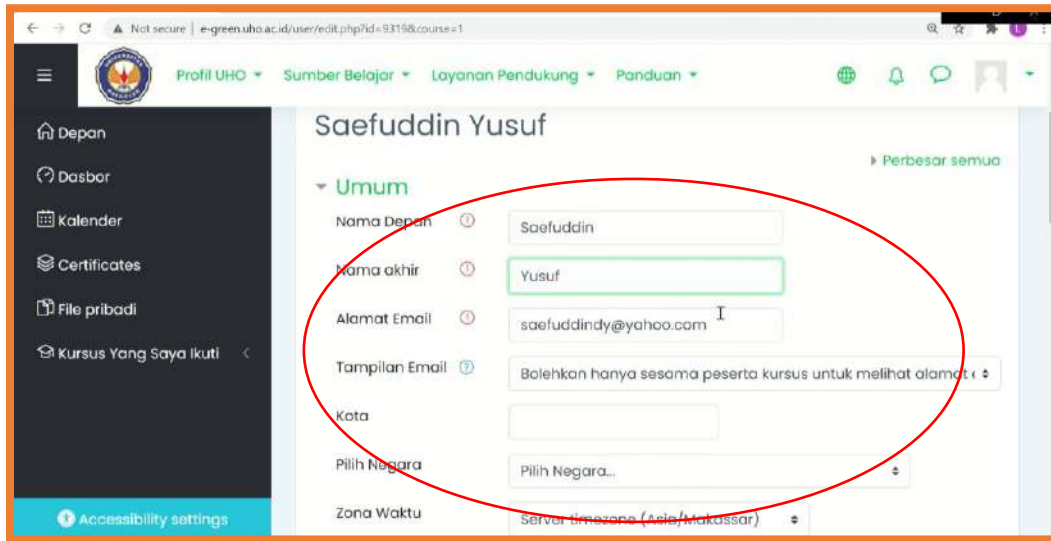 Not secure | e-green.uho.ac.id/user/edit.php?id=9319&course=1
Profil UHO Sumber Belajar Layanan Pendukung Panduan
Depan
Dasbor
Kalender
Certificates
File pribadi
Kursus Yang Saya Ikuti
Accessibility settings
Saefuddin Yusuf
Perbesar semua
Umum
Nama Depan Saefuddin
Nama akhir Yusuf
Alamat Email saefuddindy@yahoo.com
Tampilan Email Bolehkan hanya sesama peserta kursus untuk melihat alamat
Kota
Pilih Negara Pilih Negara...
Zona Waktu Server timezone (Asia/Makassar)